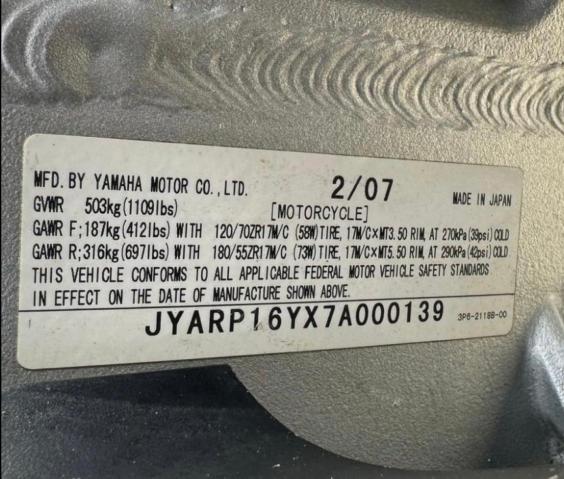 MFD. BY YAMAHA MOTOR CO., LTD. 2/07 MADE IN JAPAN
GVWR 503kg(1109lbs) [MOTORCYCLE]
GAWR F;187kg(412lbs) WITH 120/70ZR17M/C (58W)TIRE, 17M/C×MT3.50 RIM, AT 270kPa(39psi)COLD
GAWR R;316kg(697lbs) WITH 180/55ZR17M/C (73W)TIRE, 17M/C×MT5.50 RIM, AT 290kPa(42psi)COLD
THIS VEHICLE CONFORMS TO ALL APPLICABLE FEDERAL MOTOR VEHICLE SAFETY STANDARDS
IN EFFECT ON THE DATE OF MANUFACTURE SHOWN ABOVE.
JYARP16YX7A000139 3P6-2118B-00